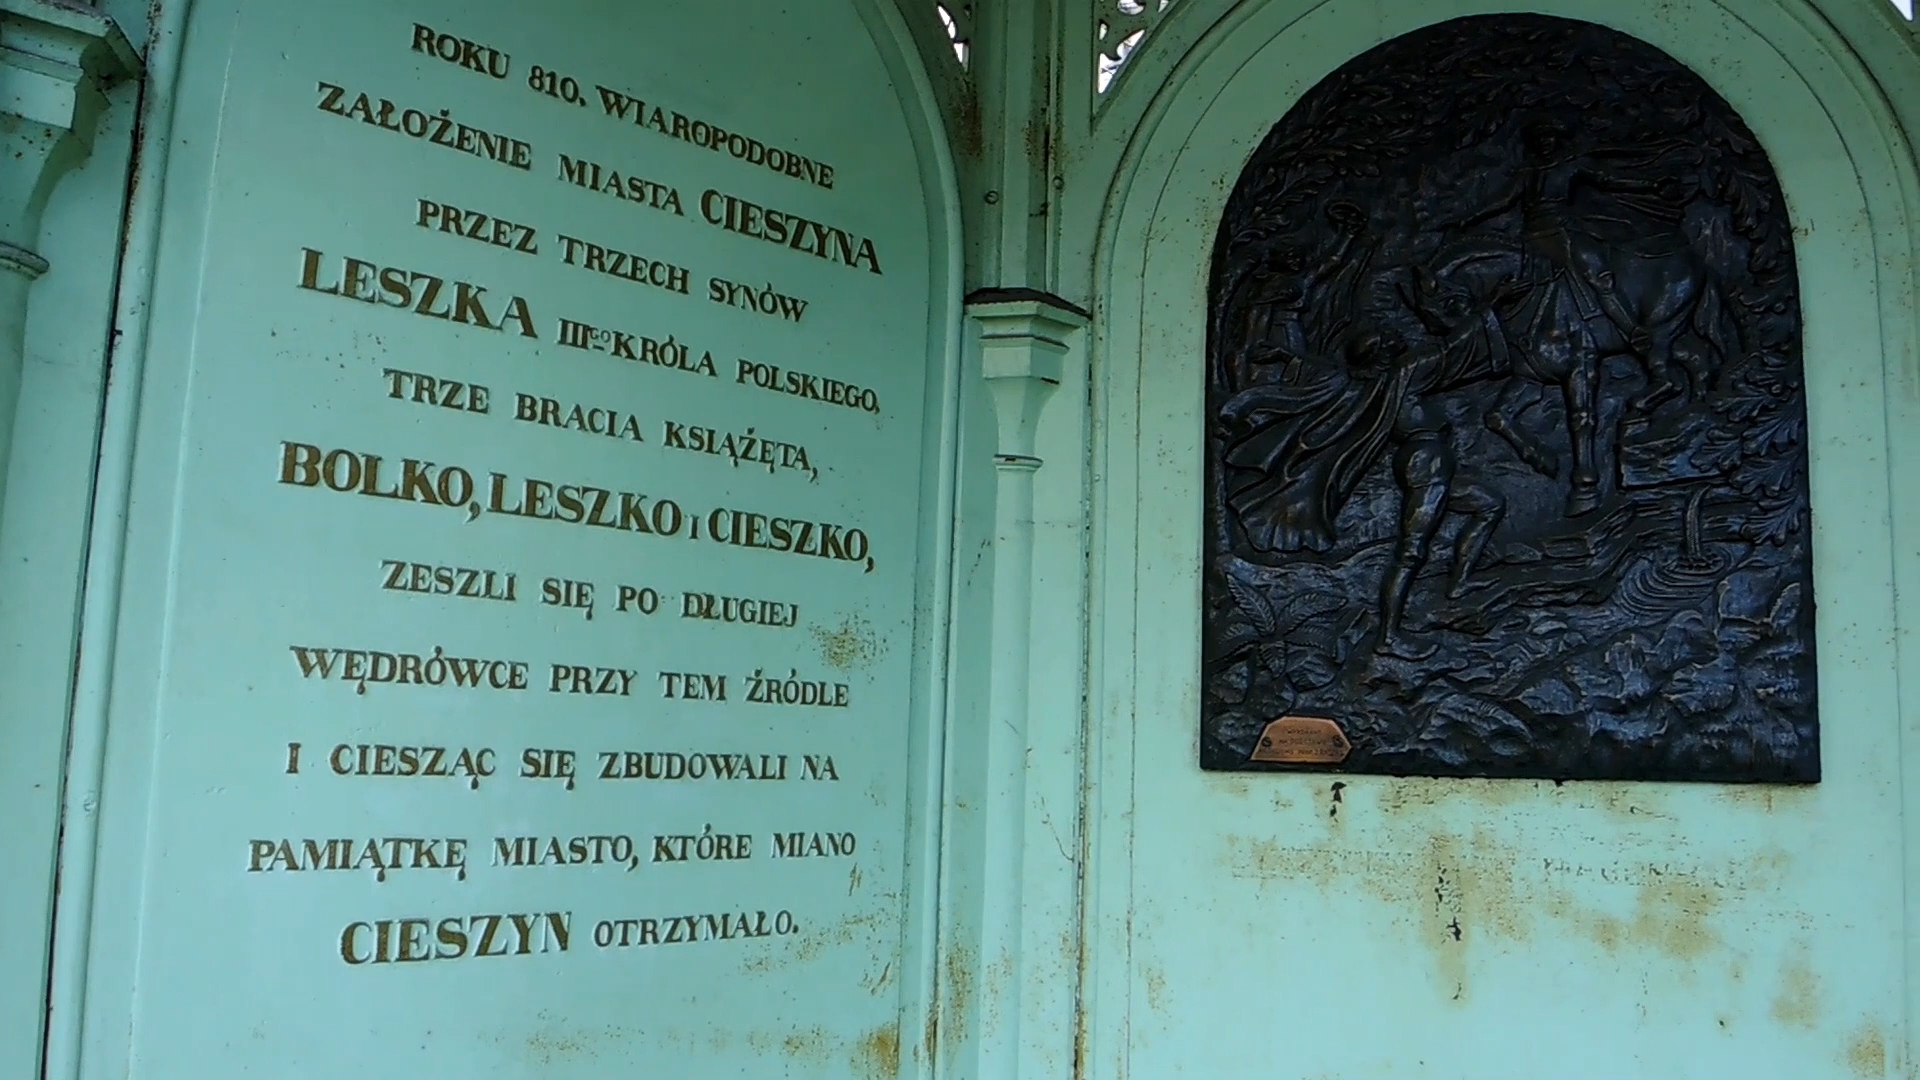 ROKU 810. WIAROPODOBNE
ZAŁOŻENIE MIASTA CIESZYNA
PRZEZ TRZECH SYNÓW
LESZKA IIIGO KRÓLA POLSKIEGO,
TRZE BRACIA KSIĄŻĘTA,
BOLKO, LESZKO I CIESZKO,
ZESZLI SIĘ PO DŁUGIEJ
WĘDRÓWCE PRZY TEM ŹRÓDLE
I CIESZĄC SIĘ ZBUDOWALI NA
PAMIĄTKĘ MIASTO, KTÓRE MIANO
CIESZYN OTRZYMAŁO.